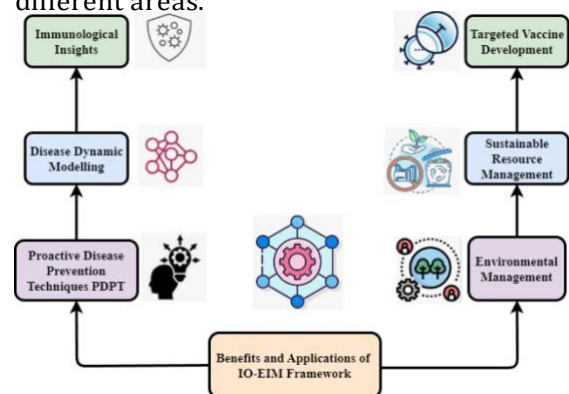 different areas.
Immunological
Insights
Targeted Vaccine
Development
Disease Dynamic
Modelling
Sustainable
Resource
Management
Proactive Disease
Prevention
Techniques PDPT
Environmental
Management
Benefits and Applications of
IO-EIM Framework